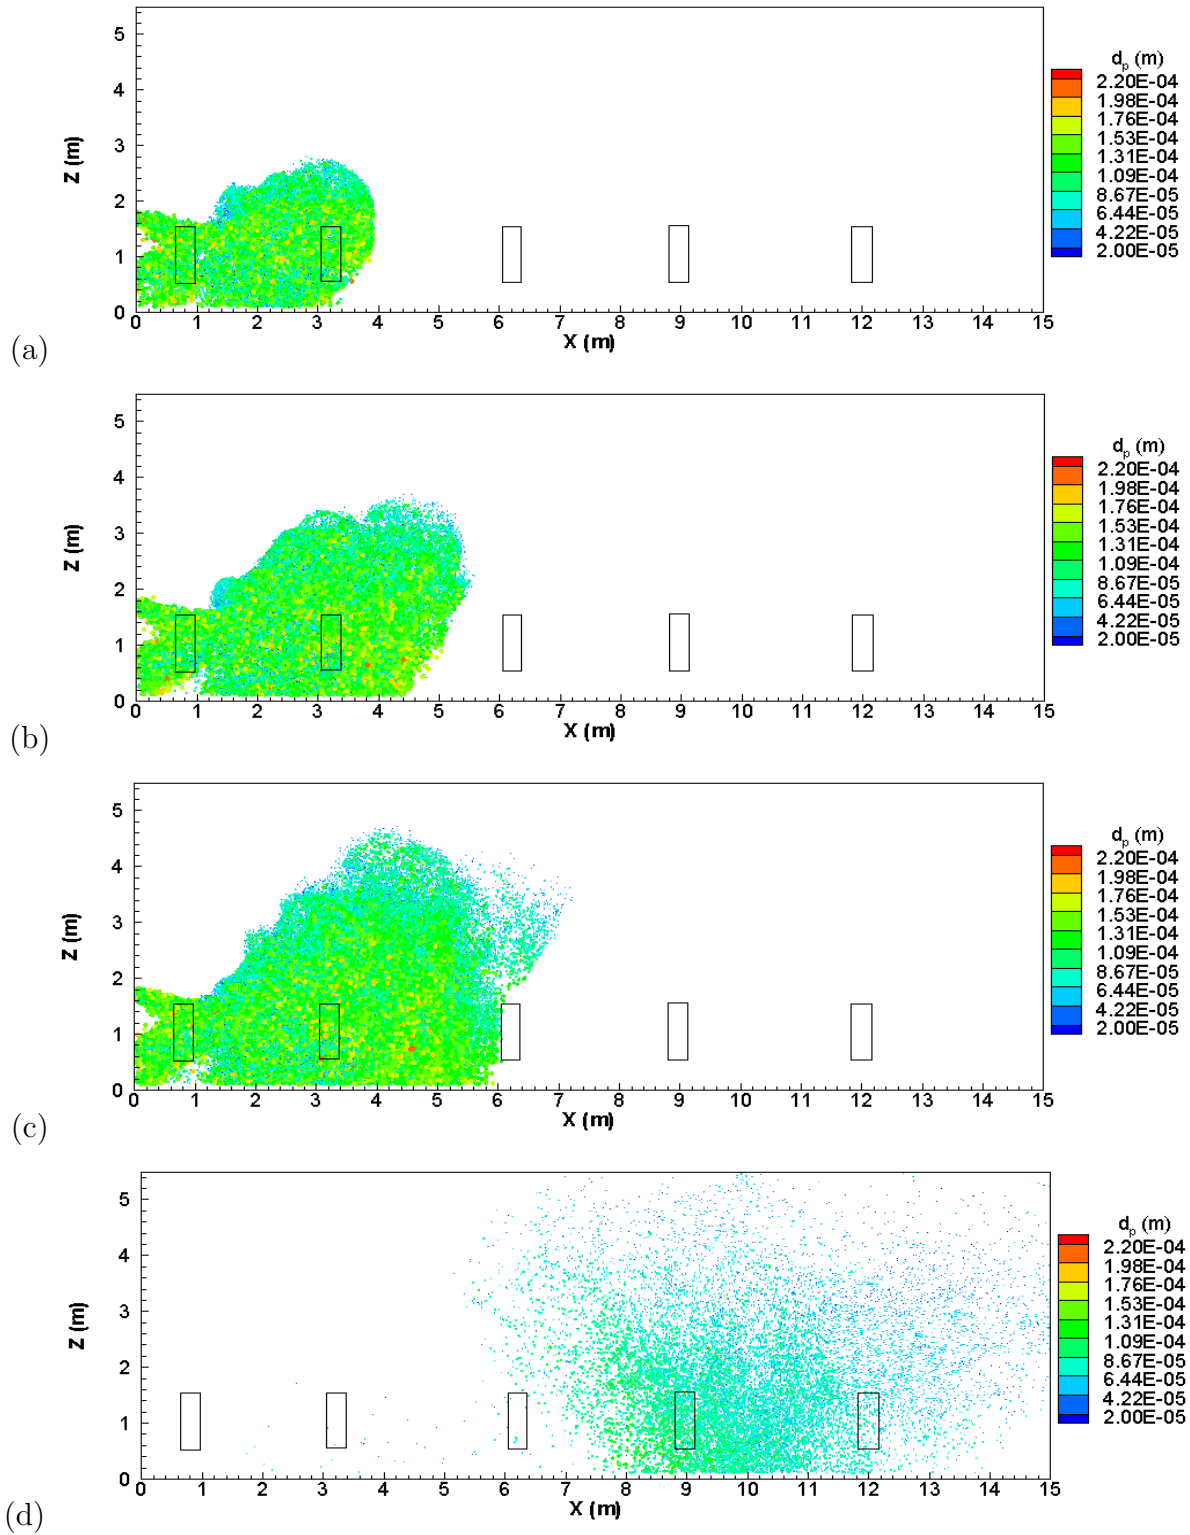 5
4
3
2
1
0
Z (m)
0 1 2 3 4 5 6 7 8 9 10 11 12 13 14 15
X (m)
d_p (m)
2.20E-04
1.98E-04
1.76E-04
1.53E-04
1.31E-04
1.09E-04
8.67E-05
6.44E-05
4.22E-05
2.00E-05
(a)
5
4
3
2
1
0
Z (m)
0 1 2 3 4 5 6 7 8 9 10 11 12 13 14 15
X (m)
d_p (m)
2.20E-04
1.98E-04
1.76E-04
1.53E-04
1.31E-04
1.09E-04
8.67E-05
6.44E-05
4.22E-05
2.00E-05
(b)
5
4
3
2
1
0
Z (m)
0 1 2 3 4 5 6 7 8 9 10 11 12 13 14 15
X (m)
d_p (m)
2.20E-04
1.98E-04
1.76E-04
1.53E-04
1.31E-04
1.09E-04
8.67E-05
6.44E-05
4.22E-05
2.00E-05
(c)
5
4
3
2
1
0
Z (m)
0 1 2 3 4 5 6 7 8 9 10 11 12 13 14 15
X (m)
d_p (m)
2.20E-04
1.98E-04
1.76E-04
1.53E-04
1.31E-04
1.09E-04
8.67E-05
6.44E-05
4.22E-05
2.00E-05
(d)